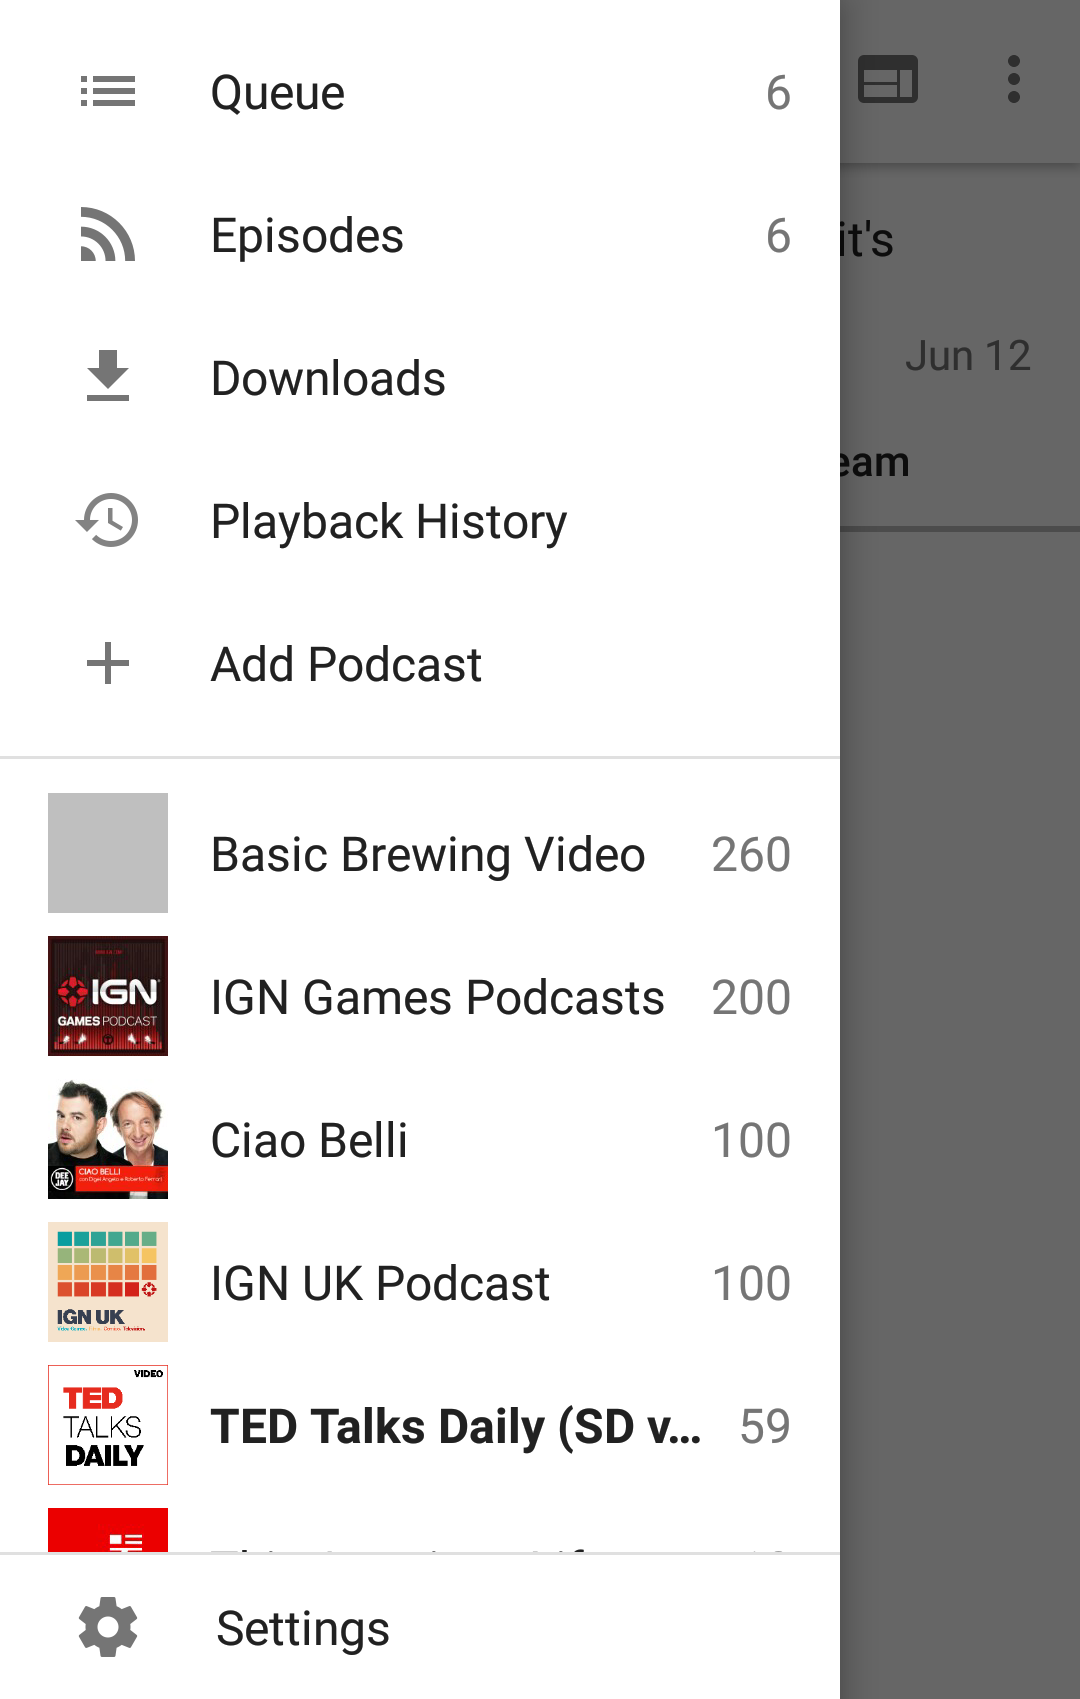 Queue 6
Episodes 6
Downloads
Playback History
Add Podcast
it's
Jun 12
eam
Basic Brewing Video 260
IGN
GAMES PODCAST
IGN Games Podcasts 200
DEE JAY
CIAO BELLI
Ciao Belli 100
IGN UK
IGN UK Podcast 100
VIDEO
TED
TALKS
DAILY
TED Talks Daily (SD v... 59
Settings